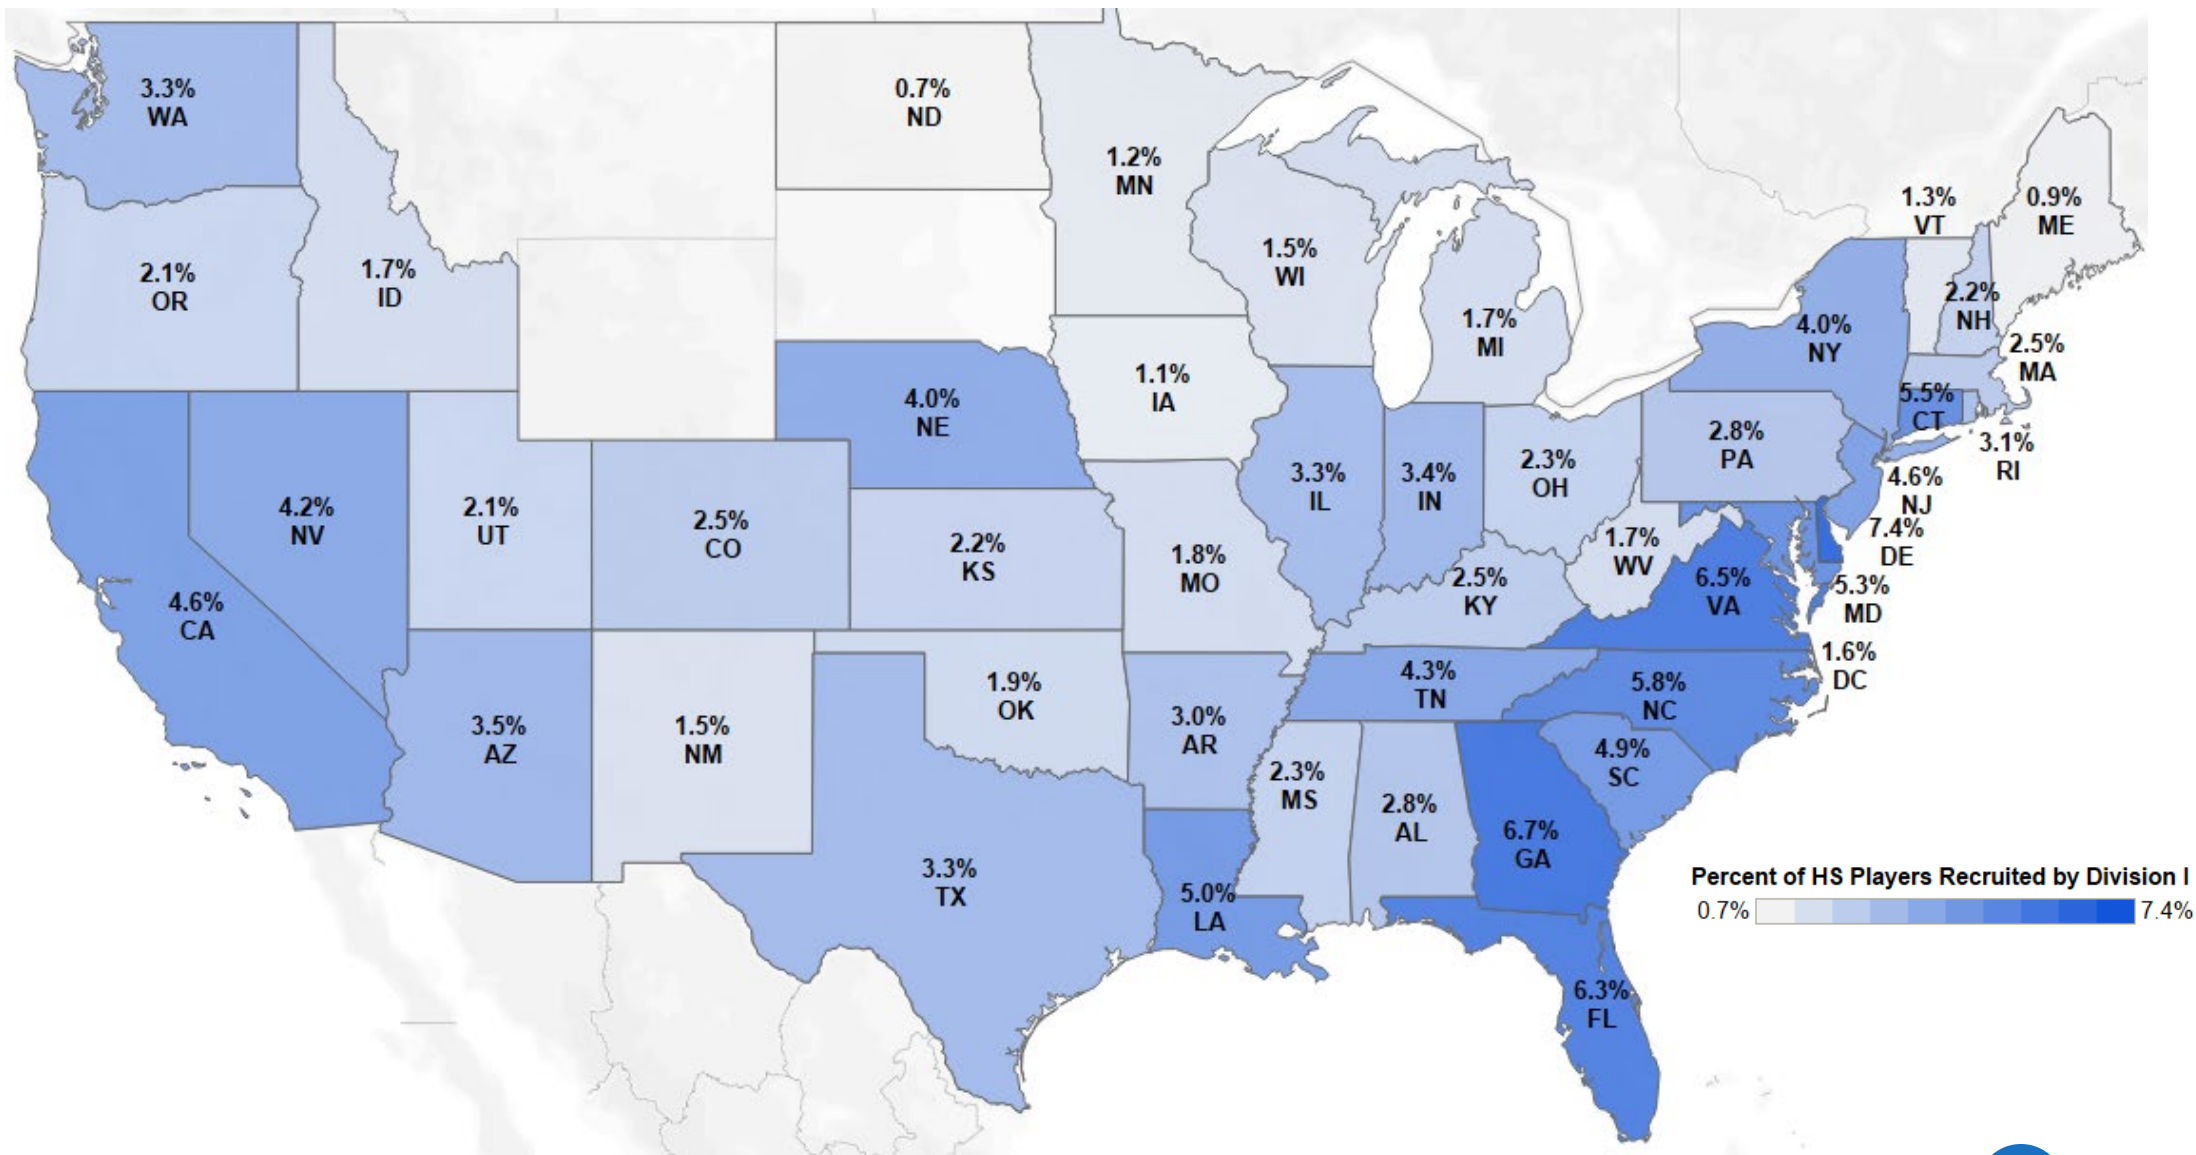 3.3%
WA
0.7%
ND
1.2%
MN
1.3%
VT
0.9%
ME
2.1%
OR
1.7%
ID
1.5%
WI
1.7%
MI
4.0%
NY
2.2%
NH
2.5%
MA
4.0%
NE
1.1%
IA
5.5%
CT
3.1%
RI
4.2%
NV
2.1%
UT
2.5%
CO
2.2%
KS
1.8%
MO
3.3%
IL
3.4%
IN
2.3%
OH
2.8%
PA
4.6%
NJ
7.4%
DE
4.6%
CA
2.5%
KY
1.7%
WV
6.5%
VA
5.3%
MD
1.6%
DC
3.5%
AZ
1.5%
NM
1.9%
OK
3.0%
AR
4.3%
TN
5.8%
NC
4.9%
SC
2.3%
MS
2.8%
AL
6.7%
GA
3.3%
TX
5.0%
LA
6.3%
FL
Percent of HS Players Recruited by Division I
0.7% 7.4%